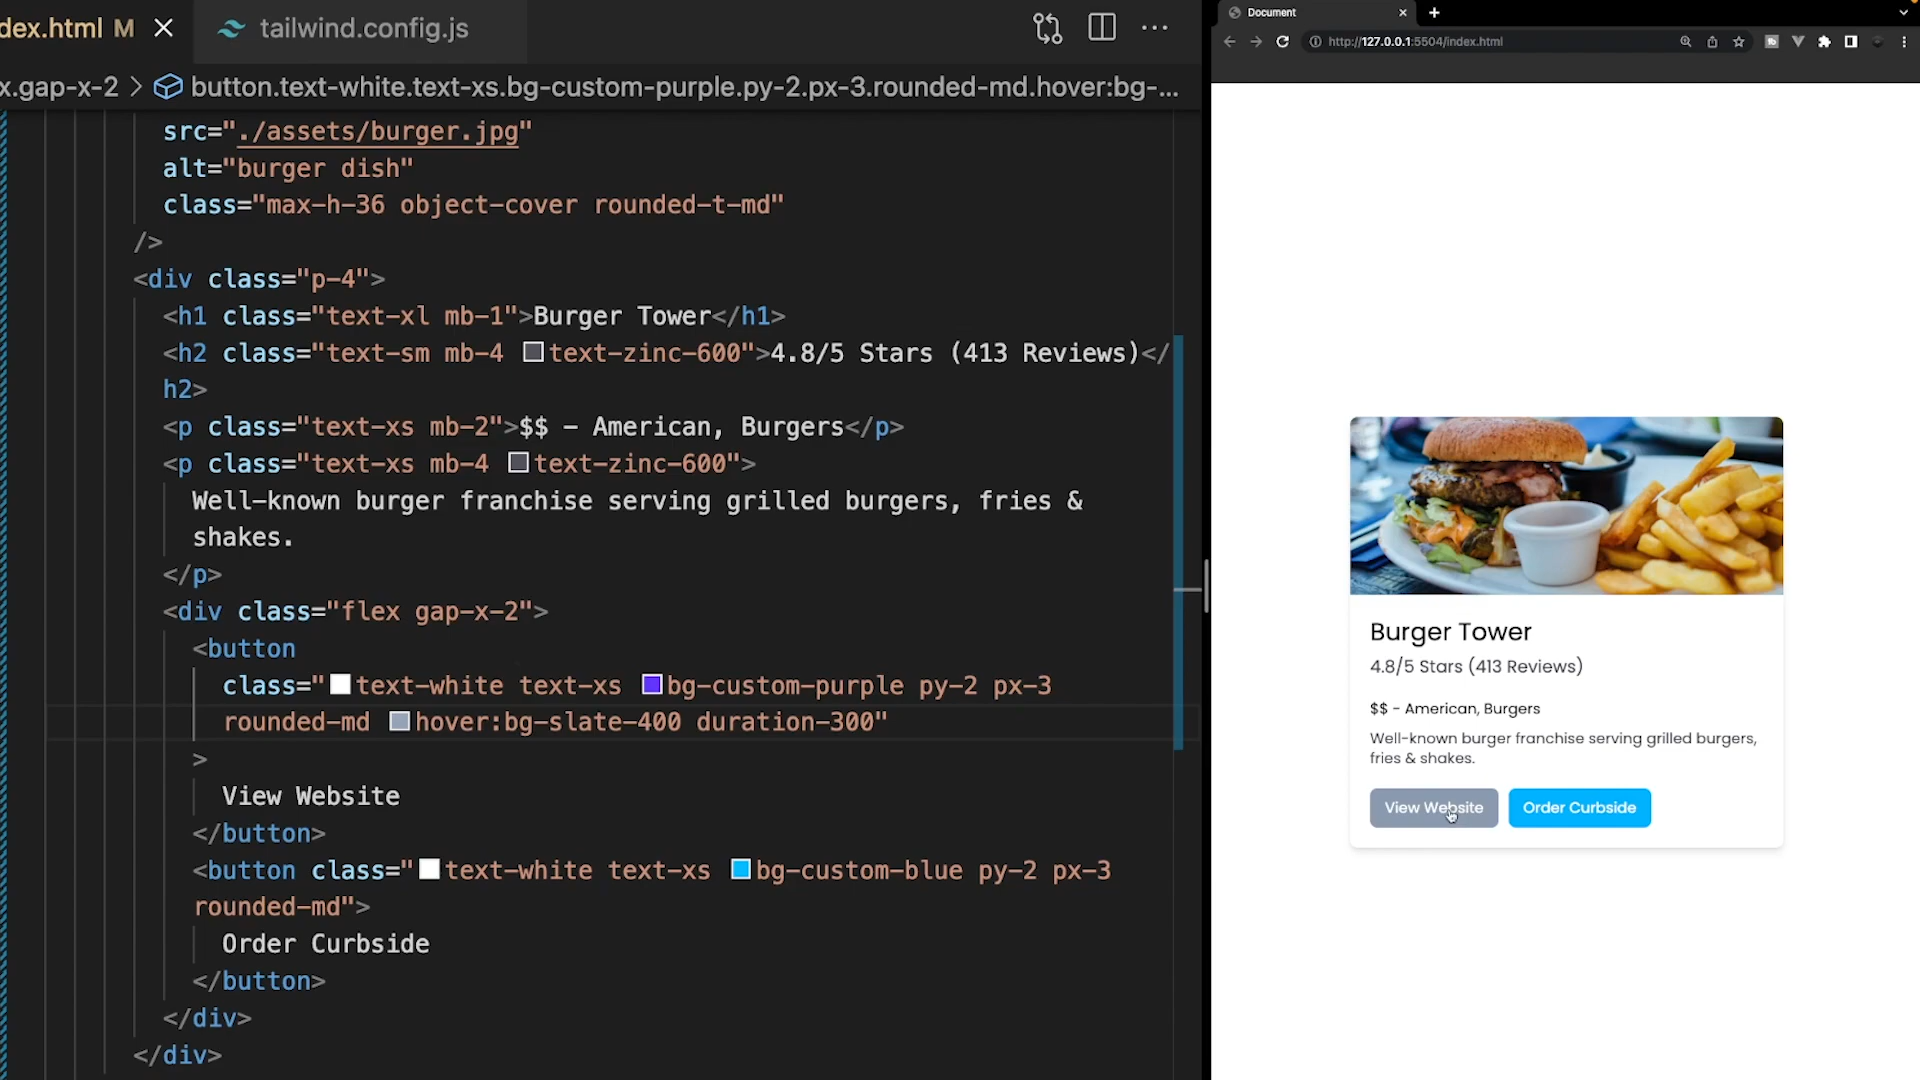 dex.html M
tailwind.config.js
x.gap-x-2 > button.text-white.text-xs.bg-custom-purple.py-2.px-3.rounded-md.hover:bg-...
src="./assets/burger.jpg"
alt="burger dish"
class="max-h-36 object-cover rounded-t-md"
/>
<div class="p-4">
<h1 class="text-xl mb-1">Burger Tower</h1>
<h2 class="text-sm mb-4 text-zinc-600">4.8/5 Stars (413 Reviews)</
h2>
<p class="text-xs mb-2">$$ - American, Burgers</p>
<p class="text-xs mb-4 text-zinc-600">
Well-known burger franchise serving grilled burgers, fries &
shakes.
</p>
<div class="flex gap-x-2">
<button
class="text-white text-xs bg-custom-purple py-2 px-3
rounded-md hover:bg-slate-400 duration-300"
>
View Website
</button>
<button class="text-white text-xs bg-custom-blue py-2 px-3
rounded-md">
Order Curbside
</button>
</div>
</div>
Document
http://127.0.0.1:5504/index.html
Burger Tower
4.8/5 Stars (413 Reviews)
$$ - American, Burgers
Well-known burger franchise serving grilled burgers,
fries & shakes.
View Website
Order Curbside